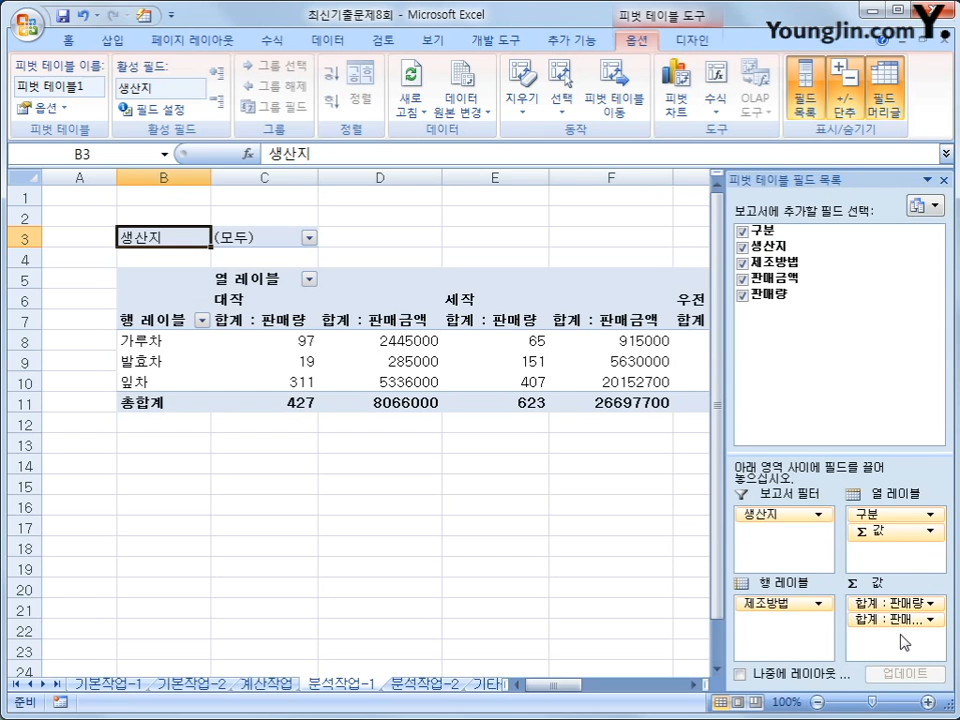 최신기출문제8회 - Microsoft Excel
피벗 테이블 도구
YoungJin.com Y.
홈 삽입 페이지 레이아웃 수식 데이터 검토 보기 개발 도구 추가 기능 옵션 디자인
피벗 테이블 이름: 활성 필드: 그룹 선택
피벗 테이블1 생산지 그룹 해제
옵션 필드 설정 그룹 필드 정렬
새로 고침 데이터 원본 변경 지우기 선택 피벗 테이블 이동 피벗 차트 수식 OLAP 도구 필드 목록 +/- 단추 필드 머리글
피벗 테이블 활성 필드 그룹 정렬 데이터 동작 도구 표시/숨기기
B3 fx 생산지
A B C D E F
피벗 테이블 필드 목록
보고서에 추가할 필드 선택:
구분
생산지
제조방법
판매금액
판매량
1
2
3 생산지 (모두)
4
5 열 레이블
6 대작 세작 우전
7 행 레이블 합계 : 판매량 합계 : 판매금액 합계 : 판매량 합계 : 판매금액 합계
8 가루차 97 2445000 65 915000
9 발효차 19 285000 151 5630000
10 잎차 311 5336000 407 20152700
11 총합계 427 8066000 623 26697700
12
13
14
15
16
17
18
19
20
21
22
23
24
아래 영역 사이에 필드를 끌어
놓으십시오.
보고서 필터 열 레이블
생산지 구분
Σ 값
행 레이블 Σ 값
제조방법 합계 : 판매량
합계 : 판매...
나중에 레이아웃 ... 업데이트
기본작업-1 기본작업-2 계산작업 분석작업-1 분석작업-2 기타
준비 100%